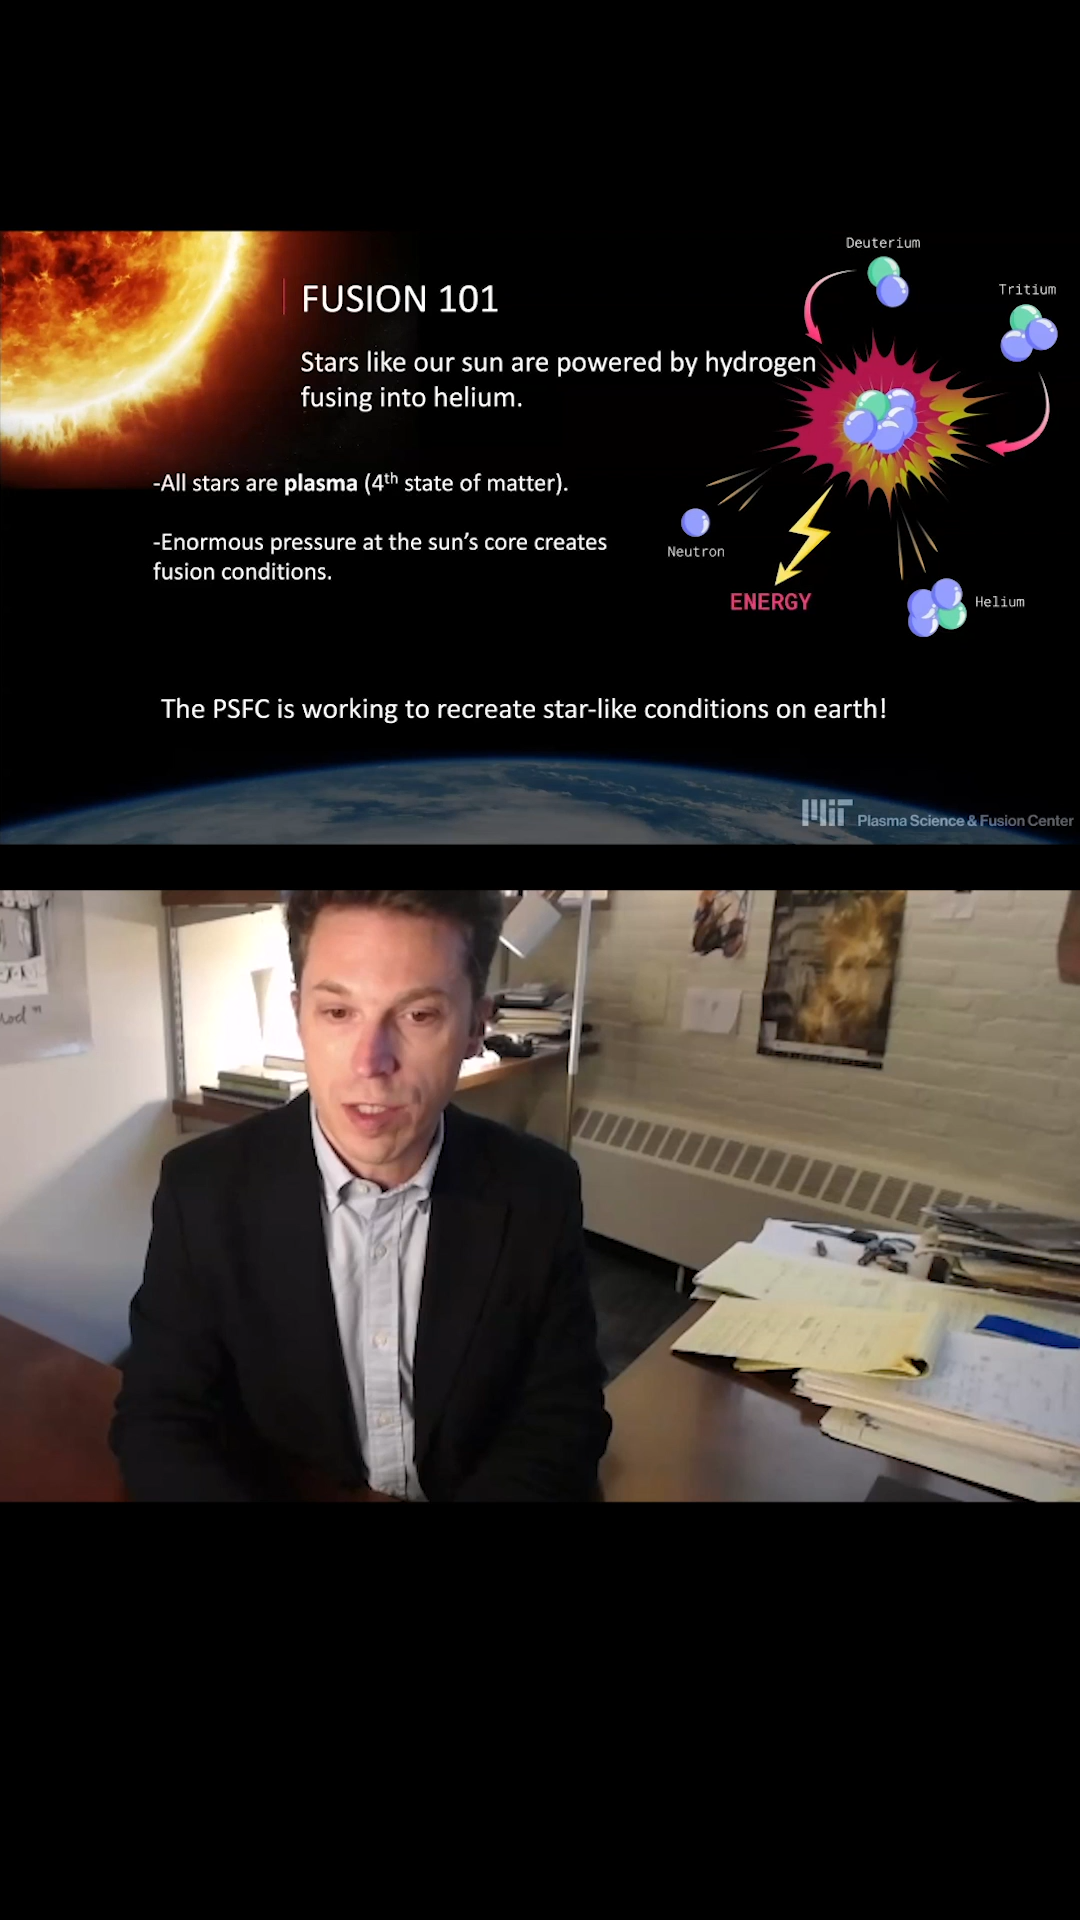 Deuterium
Tritium
FUSION 101
Stars like our sun are powered by hydrogen
fusing into helium.
-All stars are plasma (4th state of matter).
-Enormous pressure at the sun's core creates
fusion conditions.
Neutron
ENERGY
Helium
The PSFC is working to recreate star-like conditions on earth!
MIT Plasma Science & Fusion Center